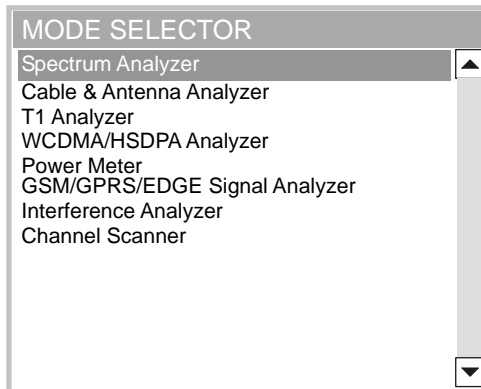 MODE SELECTOR
Spectrum Analyzer
Cable & Antenna Analyzer
T1 Analyzer
WCDMA/HSDPA Analyzer
Power Meter
GSM/GPRS/EDGE Signal Analyzer
Interference Analyzer
Channel Scanner